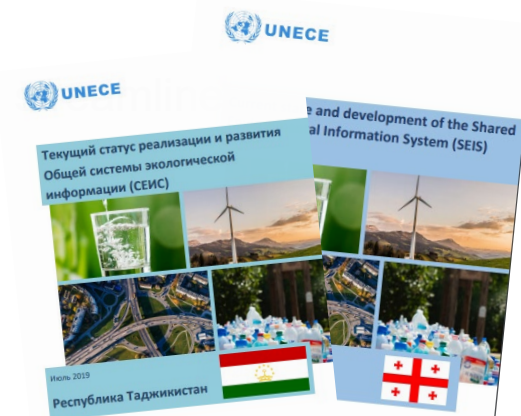 UNECE
UNECE
Текущий статус реализации и развития
Общей системы экологической
информации (СЕИС)
e and development of the Shared
al Information System (SEIS)
Июль 2019
Республика Таджикистан